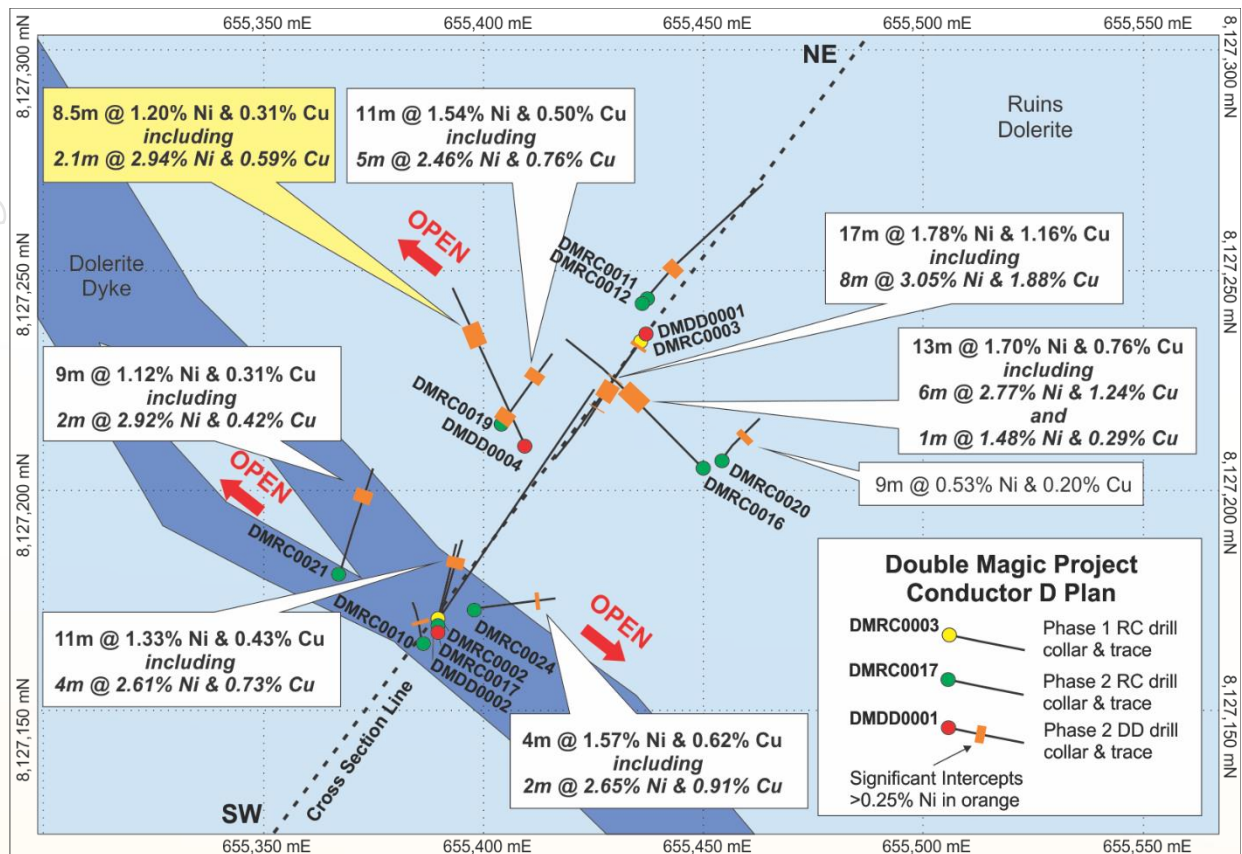 655,350 mE
655,400 mE
655,450 mE
655,500 mE
655,550 mE
8,127,300 mN
8,127,300 mN
NE
Ruins
Dolerite
8.5m @ 1.20% Ni & 0.31% Cu
including
2.1m @ 2.94% Ni & 0.59% Cu
11m @ 1.54% Ni & 0.50% Cu
including
5m @ 2.46% Ni & 0.76% Cu
OPEN
DMRC0011
DMRC0012
17m @ 1.78% Ni & 1.16% Cu
including
8m @ 3.05% Ni & 1.88% Cu
8,127,250 mN
8,127,250 mN
Dolerite
Dyke
DMDD0001
DMRC0003
13m @ 1.70% Ni & 0.76% Cu
including
6m @ 2.77% Ni & 1.24% Cu
and
1m @ 1.48% Ni & 0.29% Cu
9m @ 1.12% Ni & 0.31% Cu
including
2m @ 2.92% Ni & 0.42% Cu
DMRC0019
DMDD0004
OPEN
DMRC0020
DMRC0016
9m @ 0.53% Ni & 0.20% Cu
8,127,200 mN
8,127,200 mN
DMRC0021
DMRC0010
DMRC0002
DMRC0017
DMDD0002
DMRC0024
OPEN
11m @ 1.33% Ni & 0.43% Cu
including
4m @ 2.61% Ni & 0.73% Cu
4m @ 1.57% Ni & 0.62% Cu
including
2m @ 2.65% Ni & 0.91% Cu
8,127,150 mN
8,127,150 mN
Cross Section Line
SW
Double Magic Project
Conductor D Plan
DMRC0003
Phase 1 RC drill
collar & trace
DMRC0017
Phase 2 RC drill
collar & trace
DMDD0001
Phase 2 DD drill
collar & trace
Significant Intercepts
>0.25% Ni in orange
655,350 mE
655,400 mE
655,450 mE
655,500 mE
655,550 mE